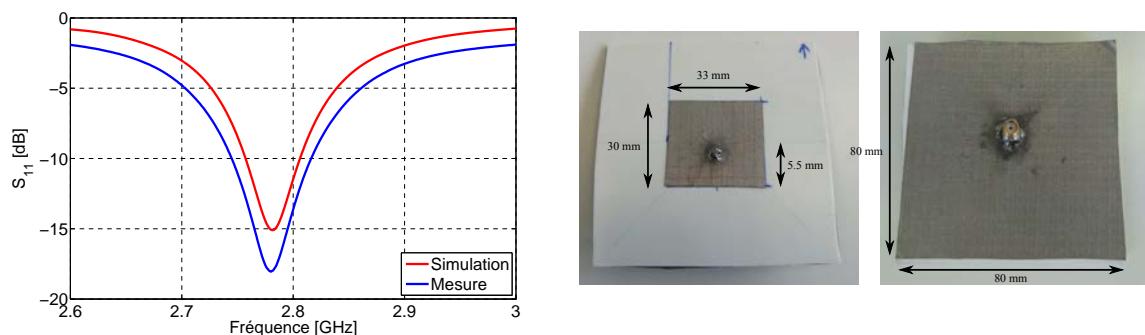 0
−5
−10
−15
−20
S11 [dB]
2.6
2.7
2.8
2.9
3
Fréquence [GHz]
Simulation
Mesure
33 mm
30 mm
5.5 mm
80 mm
80 mm